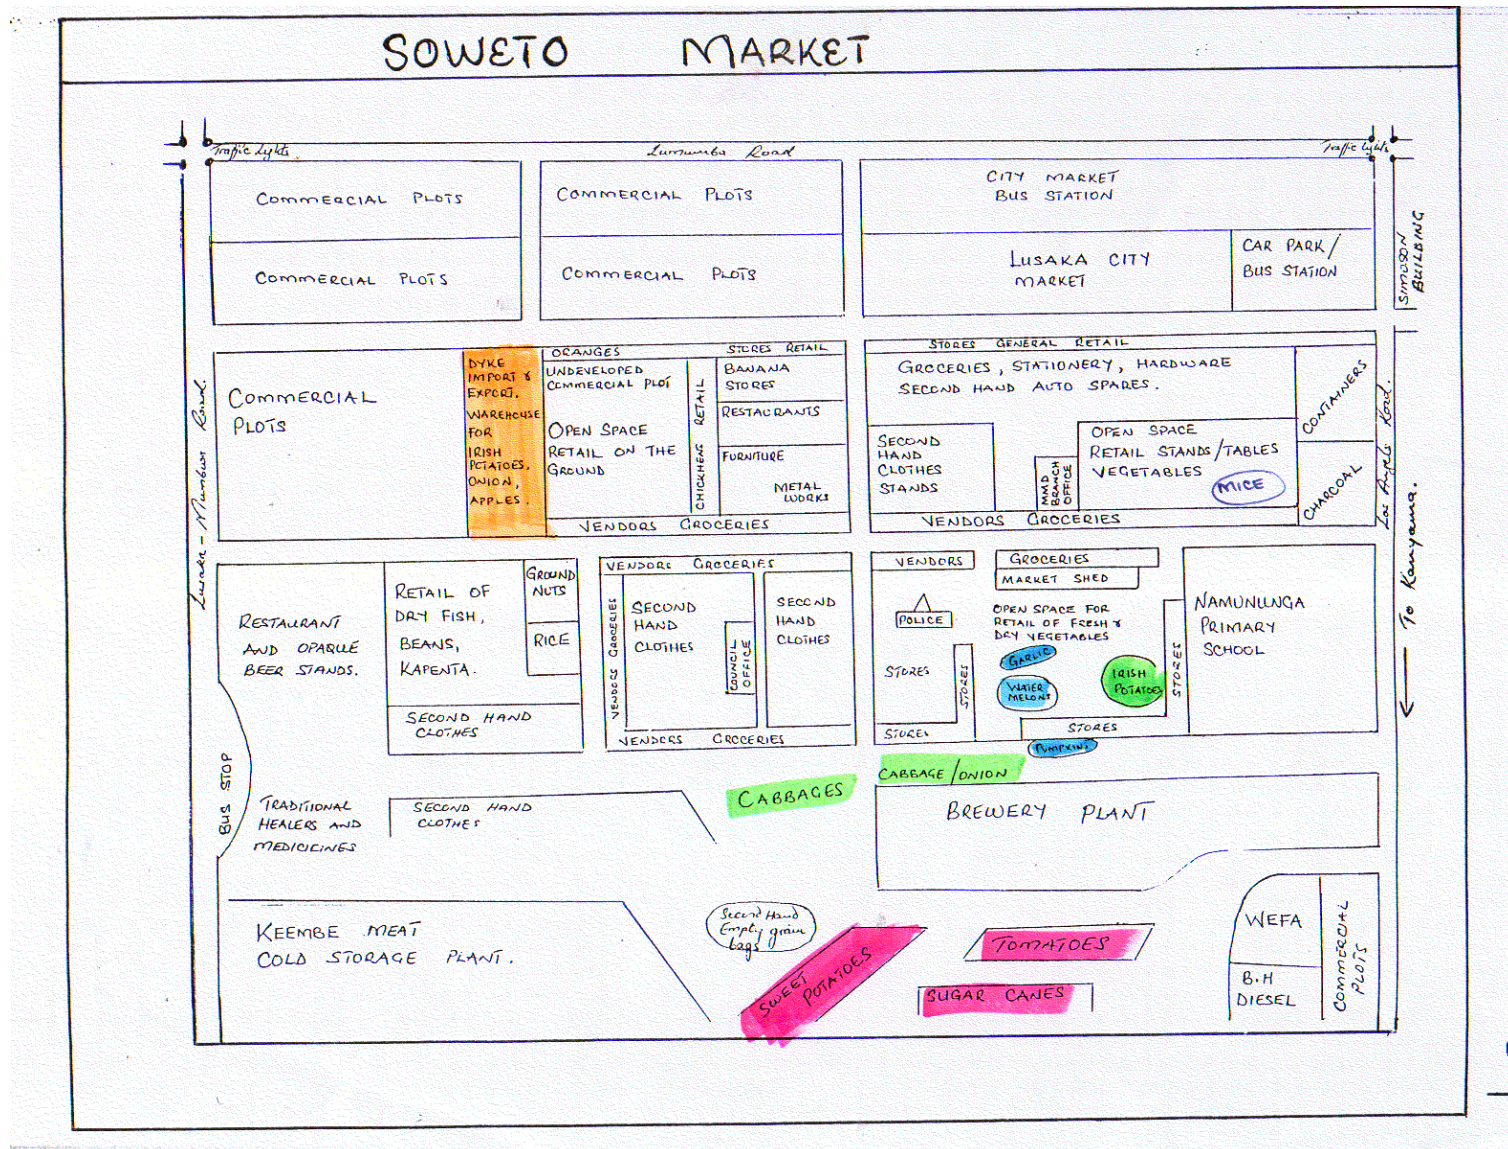 SOWETO MARKET
Traffic Lights
Lumumba Road
Traffic Lights
COMMERCIAL PLOTS
COMMERCIAL PLOTS
CITY MARKET
BUS STATION
COMMERCIAL PLOTS
COMMERCIAL PLOTS
LUSAKA CITY
MARKET
CAR PARK/
BUS STATION
SIMOSON
BUILBING
Lusaka - Mumbwa Road.
COMMERCIAL
PLOTS
DYKE
IMPORT &
EXPORT.
WAREHOUSE
FOR
IRISH
POTATOES,
ONION,
APPLES.
ORANGES
STORES RETAIL
UNDEVELOPED
COMMERCIAL PLOT
OPEN SPACE
RETAIL ON THE
GROUND
CHICKHENS RETAIL
BANANA
STORES
RESTAURANTS
FURNITURE
METAL
WORKS
VENDORS GROCERIES
STORES GENERAL RETAIL
GROCERIES, STATIONERY, HARDWARE
SECOND HAND AUTO SPARES.
SECOND
HAND
CLOTHES
STANDS
MMD
BRANCH
OFFICE
OPEN SPACE
RETAIL STANDS/TABLES
VEGETABLES
MICE
CONTAINERS
CHARCOAL
VENDORS GROCERIES
Los Angels Road.
To Kanyama.
RESTAURANT
AND OPAQUE
BEER STANDS.
RETAIL OF
DRY FISH,
BEANS,
KAPENTA.
GROUND
NUTS
RICE
SECOND HAND
CLOTHES
VENDORS GROCERIES
VENDORS GROCERIES
SECOND
HAND
CLOTHES
COUNCIL
OFFICE
SECOND
HAND
CLOTHES
VENDORS GROCERIES
VENDORS
GROCERIES
MARKET SHED
POLICE
OPEN SPACE FOR
RETAIL OF FRESH &
DRY VEGETABLES
GARLIC
WATER
MELONS
IRISH
POTATOES
STORES
STORES
STORES
STORES
STORES
PUMPKINS
NAMUNUNGA
PRIMARY
SCHOOL
BUS STOP
TRADITIONAL
HEALERS AND
MEDICICINES
SECOND HAND
CLOTHES
CABBAGES
CABBAGE/ONION
BREWERY PLANT
KEEMBE MEAT
COLD STORAGE PLANT.
Second Hand
Empty grain
bags
SWEET
POTATOES
TOMATOES
SUGAR CANES
WEFA
B.H
DIESEL
COMMERCIAL
PLOTS